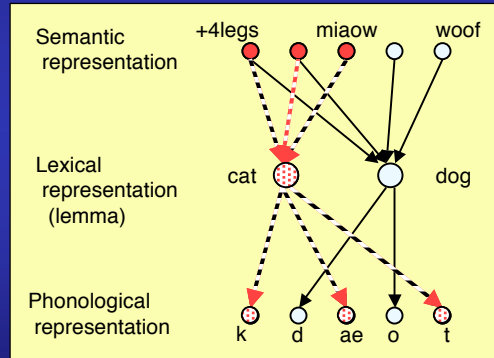 +4legs miaow woof
Semantic
representation
Lexical
representation
(lemma)
cat dog
Phonological
representation
k d ae o t